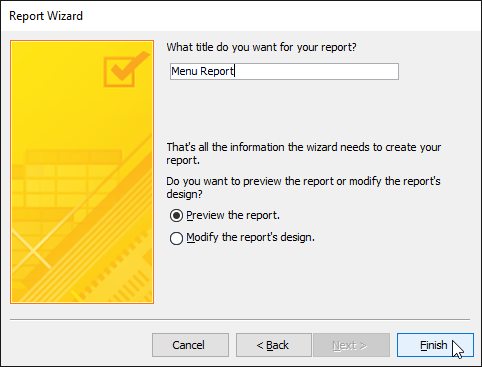 Report Wizard
What title do you want for your report?
Menu Report
That's all the information the wizard needs to create your
report.
Do you want to preview the report or modify the report's
design?
Preview the report.
Modify the report's design.
Cancel
< Back
Next >
Finish